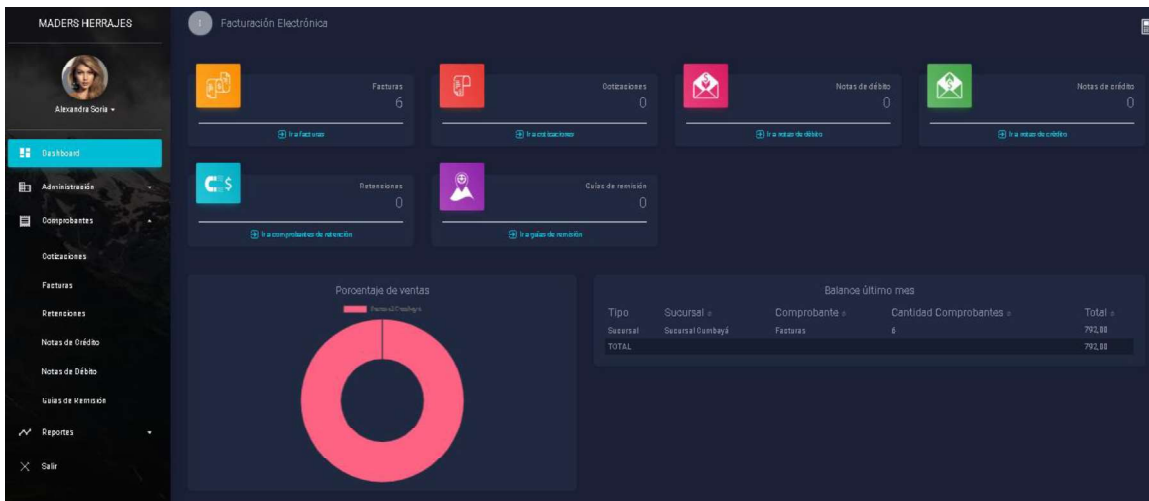 MADERS HERRAJES
Alexandra Soria
Dashboard
Administración
Comprobantes
Cotizaciones
Facturas
Retenciones
Notas de Crédito
Notas de Débito
Guías de Remisión
Reportes
Salir
Facturación Electrónica
Facturas
6
Ir a facturas
Cotizaciones
0
Ir a cotizaciones
Notas de débito
0
Ir a notas de débito
Notas de crédito
0
Ir a notas de crédito
Retensiones
0
Ir a comprobantes de retención
Guías de remisión
0
Ir a guías de remisión
Porcentaje de ventas
Sucursal Cumbayá
Balance último mes
Tipo Sucursal Comprobante Cantidad Comprobantes Total
Sucursal Sucursal Cumbayá Facturas 6 792,88
TOTAL 792,88